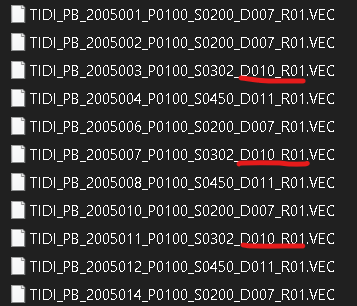 TIDI_PB_2005001_P0100_S0200_D007_R01.VEC
TIDI_PB_2005002_P0100_S0200_D007_R01.VEC
TIDI_PB_2005003_P0100_S0302_D010_R01.VEC
TIDI_PB_2005004_P0100_S0450_D011_R01.VEC
TIDI_PB_2005006_P0100_S0200_D007_R01.VEC
TIDI_PB_2005007_P0100_S0302_D010_R01.VEC
TIDI_PB_2005008_P0100_S0450_D011_R01.VEC
TIDI_PB_2005010_P0100_S0200_D007_R01.VEC
TIDI_PB_2005011_P0100_S0302_D010_R01.VEC
TIDI_PB_2005012_P0100_S0450_D011_R01.VEC
TIDI_PB_2005014_P0100_S0200_D007_R01.VEC